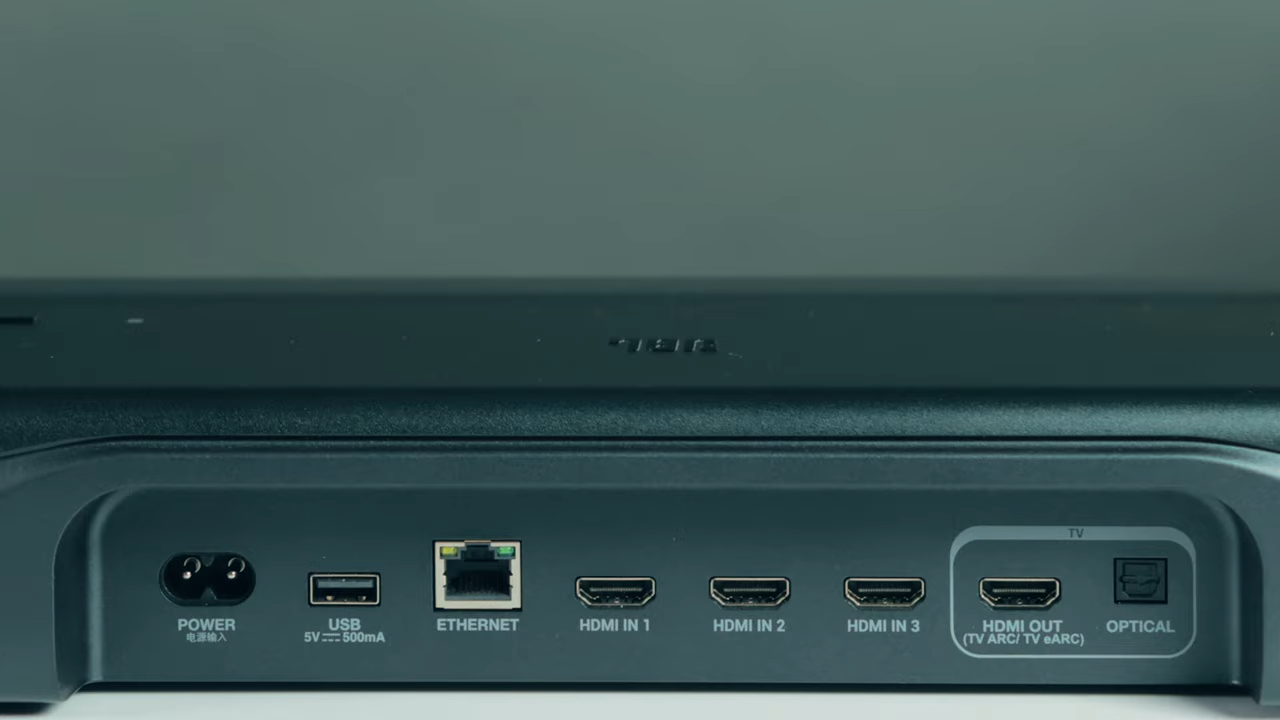 TV
POWER
电源输入
USB
5V 500mA
ETHERNET
HDMI IN 1
HDMI IN 2
HDMI IN 3
HDMI OUT
(TV ARC/ TV eARC)
OPTICAL